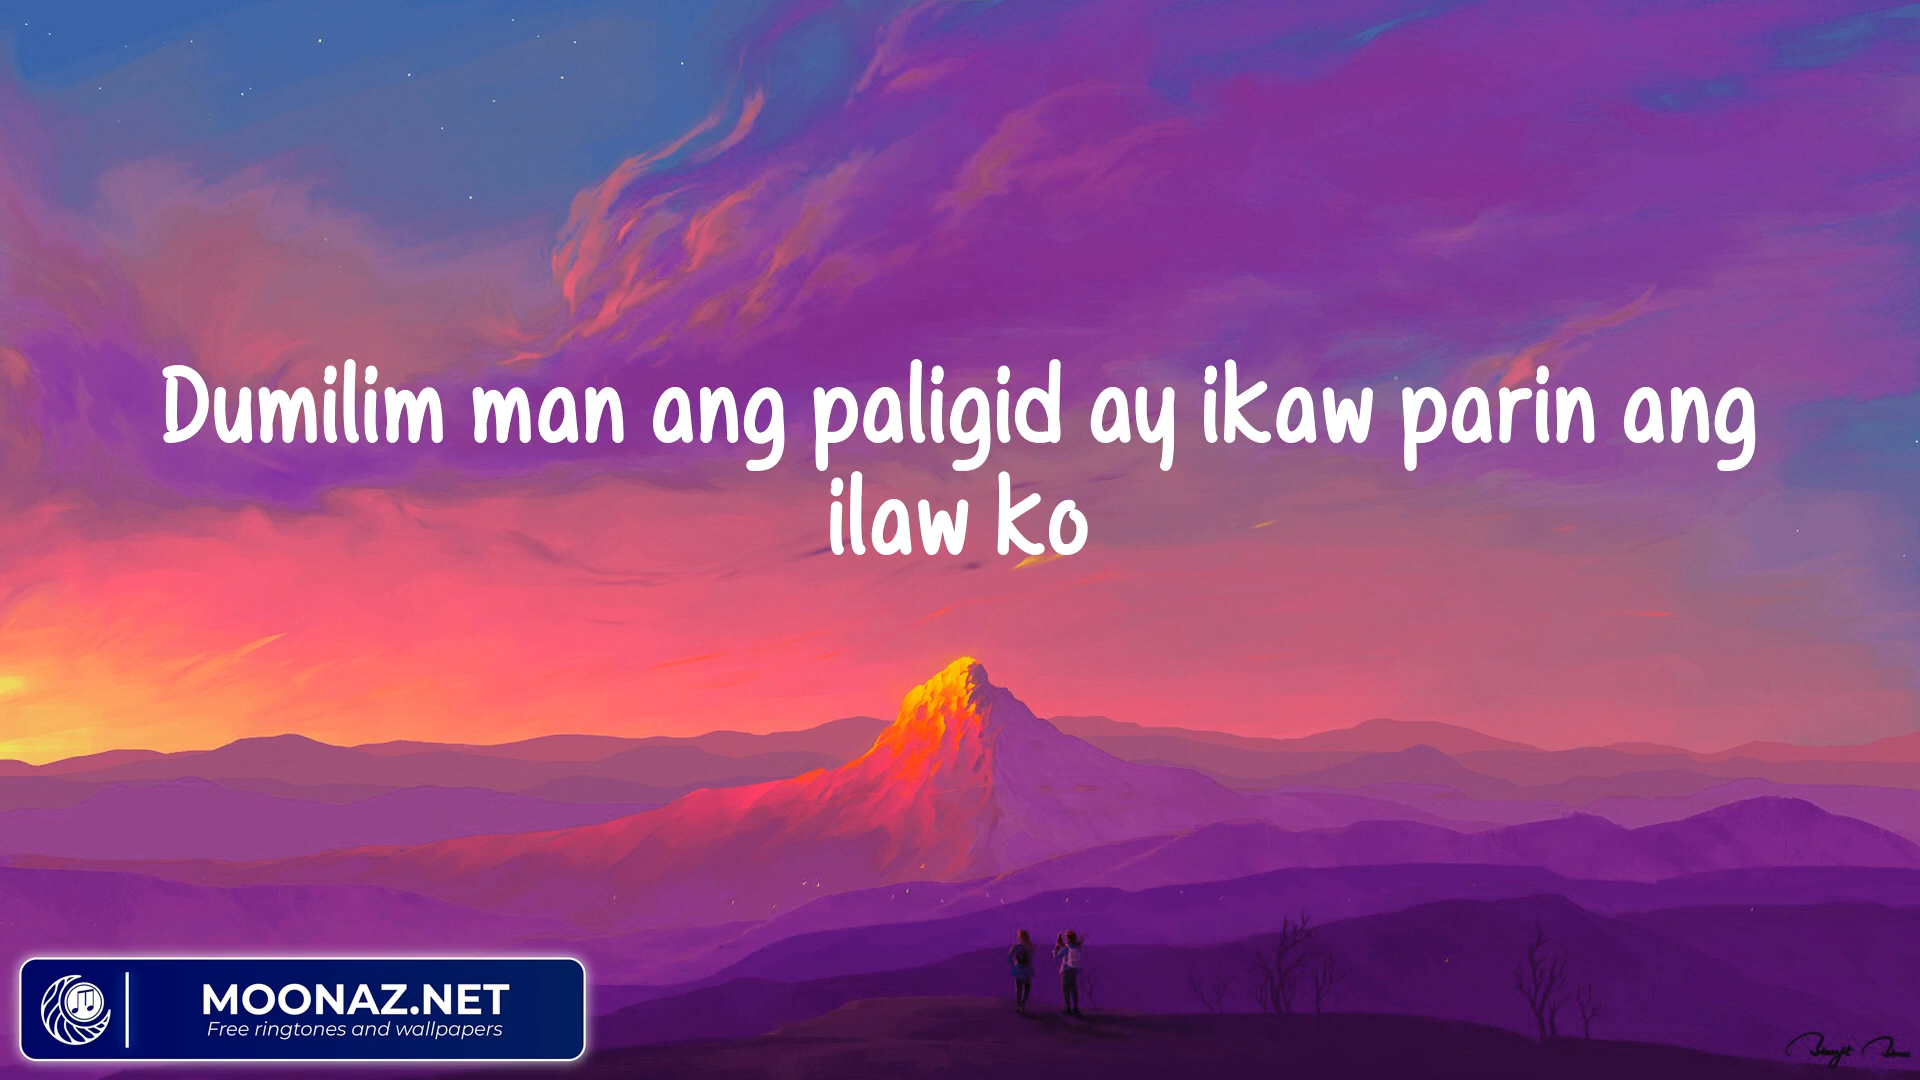 Dumilim man ang paligid ay ikaw parin ang
ilaw ko
MOONAZ.NET
Free ringtones and wallpapers